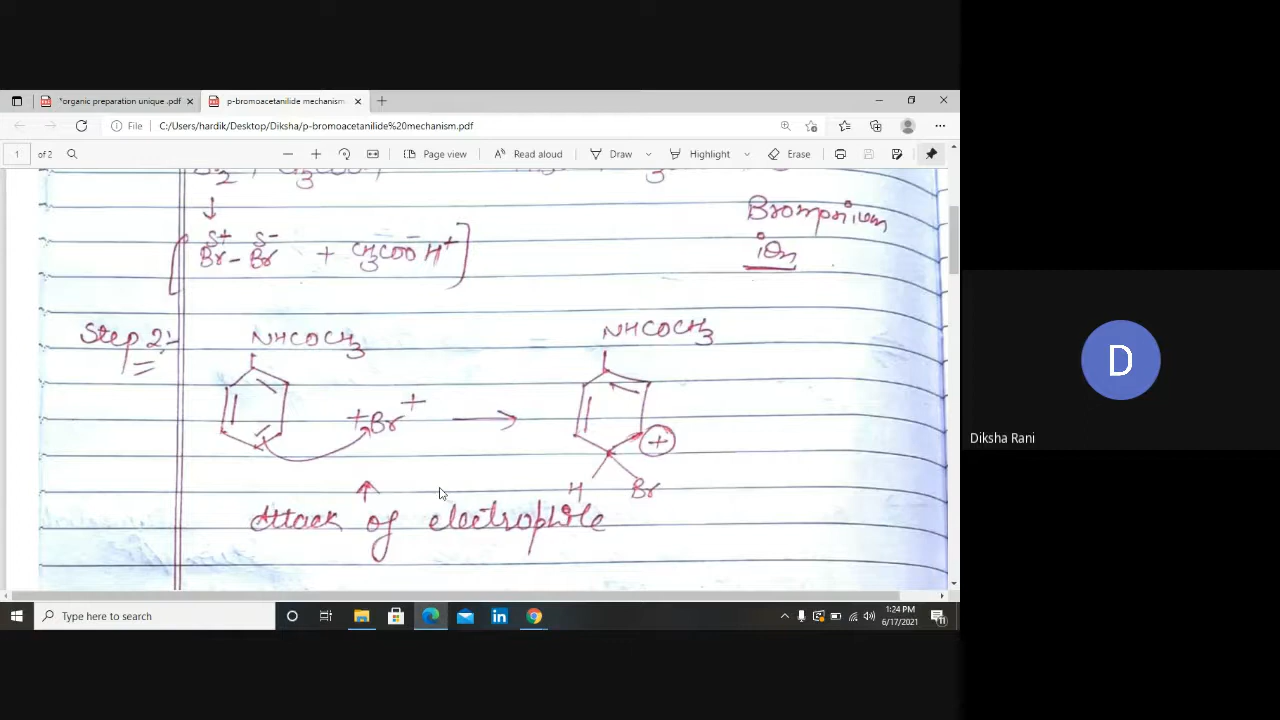 *organic preparation unique .pdf
p-bromoacetanilide mechanism
File C:/Users/hardik/Desktop/Diksha/p-bromoacetanilide%20mechanism.pdf
1 of 2 Page view Read aloud Draw Highlight Erase
Bromonium
ion
δ+ δ-
Br - Br + CH3COO⁻ H+
Step 2:-
NHCOCH3 NHCOCH3
+ Br+ → +
H Br
Attack of electrophile
Diksha Rani
D
Type here to search
1:24 PM
6/17/2021